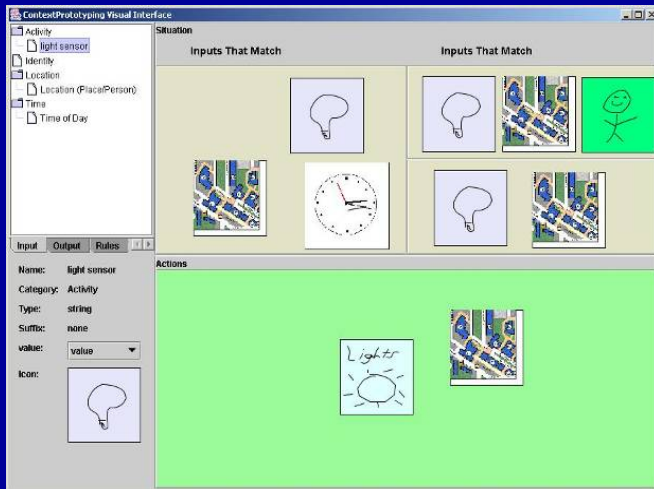 ContextPrototyping Visual Interface
Activity
light sensor
Identity
Location
Location (Place/Person)
Time
Time of Day
Input Output Rules
Name: light sensor
Category: Activity
Type: string
Suffix: none
value: value
Icon:
Situation
Inputs That Match
Inputs That Match
Actions
Lights